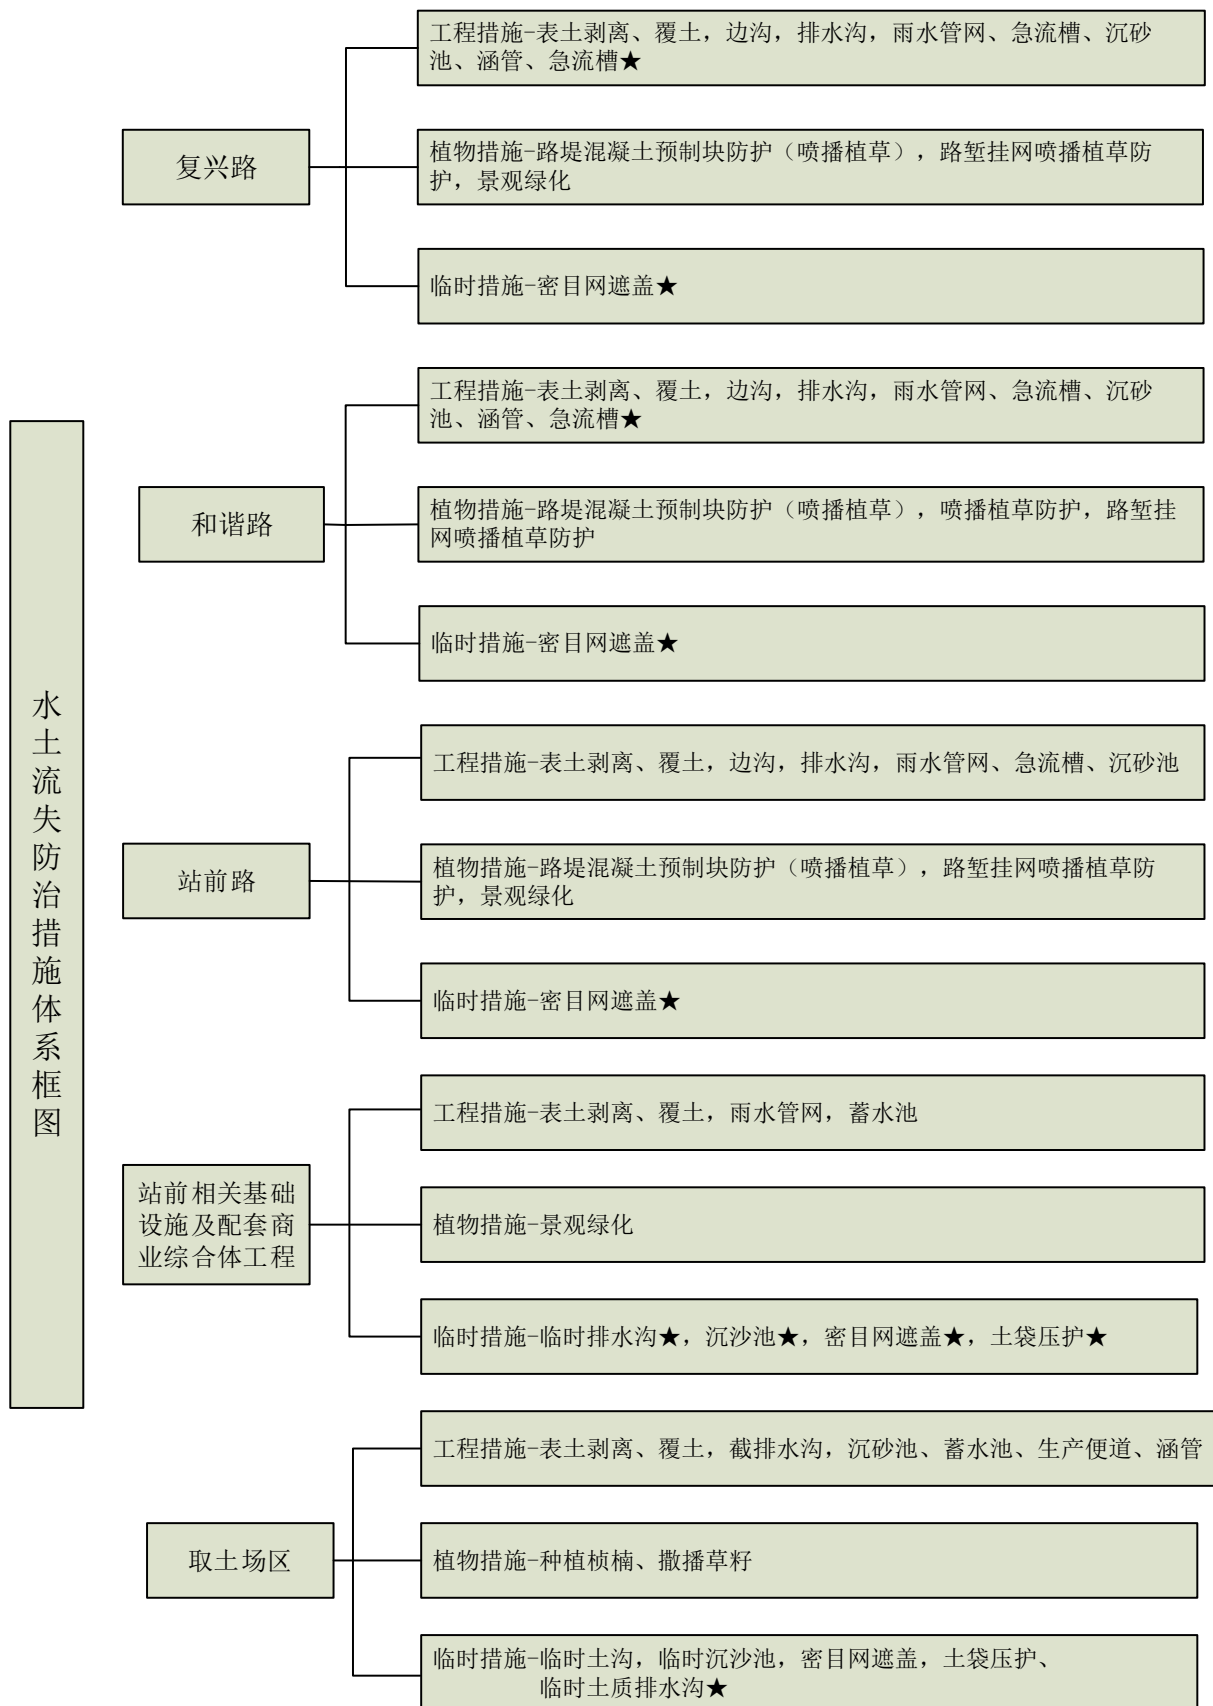 工程措施-表土剥离、覆土，边沟，排水沟，雨水管网、急流槽、沉砂
池、涵管、急流槽★
复兴路
植物措施-路堤混凝土预制块防护（喷播植草），路堑挂网喷播植草防
护，景观绿化
临时措施-密目网遮盖★
工程措施-表土剥离、覆土，边沟，排水沟，雨水管网、急流槽、沉砂
池、涵管、急流槽★
和谐路
植物措施-路堤混凝土预制块防护（喷播植草），喷播植草防护，路堑挂
网喷播植草防护
临时措施-密目网遮盖★
水土流失防治措施体系框图
工程措施-表土剥离、覆土，边沟，排水沟，雨水管网、急流槽、沉砂池
站前路
植物措施-路堤混凝土预制块防护（喷播植草），路堑挂网喷播植草防
护，景观绿化
临时措施-密目网遮盖★
工程措施-表土剥离、覆土，雨水管网，蓄水池
站前相关基础
设施及配套商
业综合体工程
植物措施-景观绿化
临时措施-临时排水沟★，沉沙池★，密目网遮盖★，土袋压护★
工程措施-表土剥离、覆土，截排水沟，沉砂池、蓄水池、生产便道、涵管
取土场区
植物措施-种植桢楠、撒播草籽
临时措施-临时土沟，临时沉沙池，密目网遮盖，土袋压护、
临时土质排水沟★